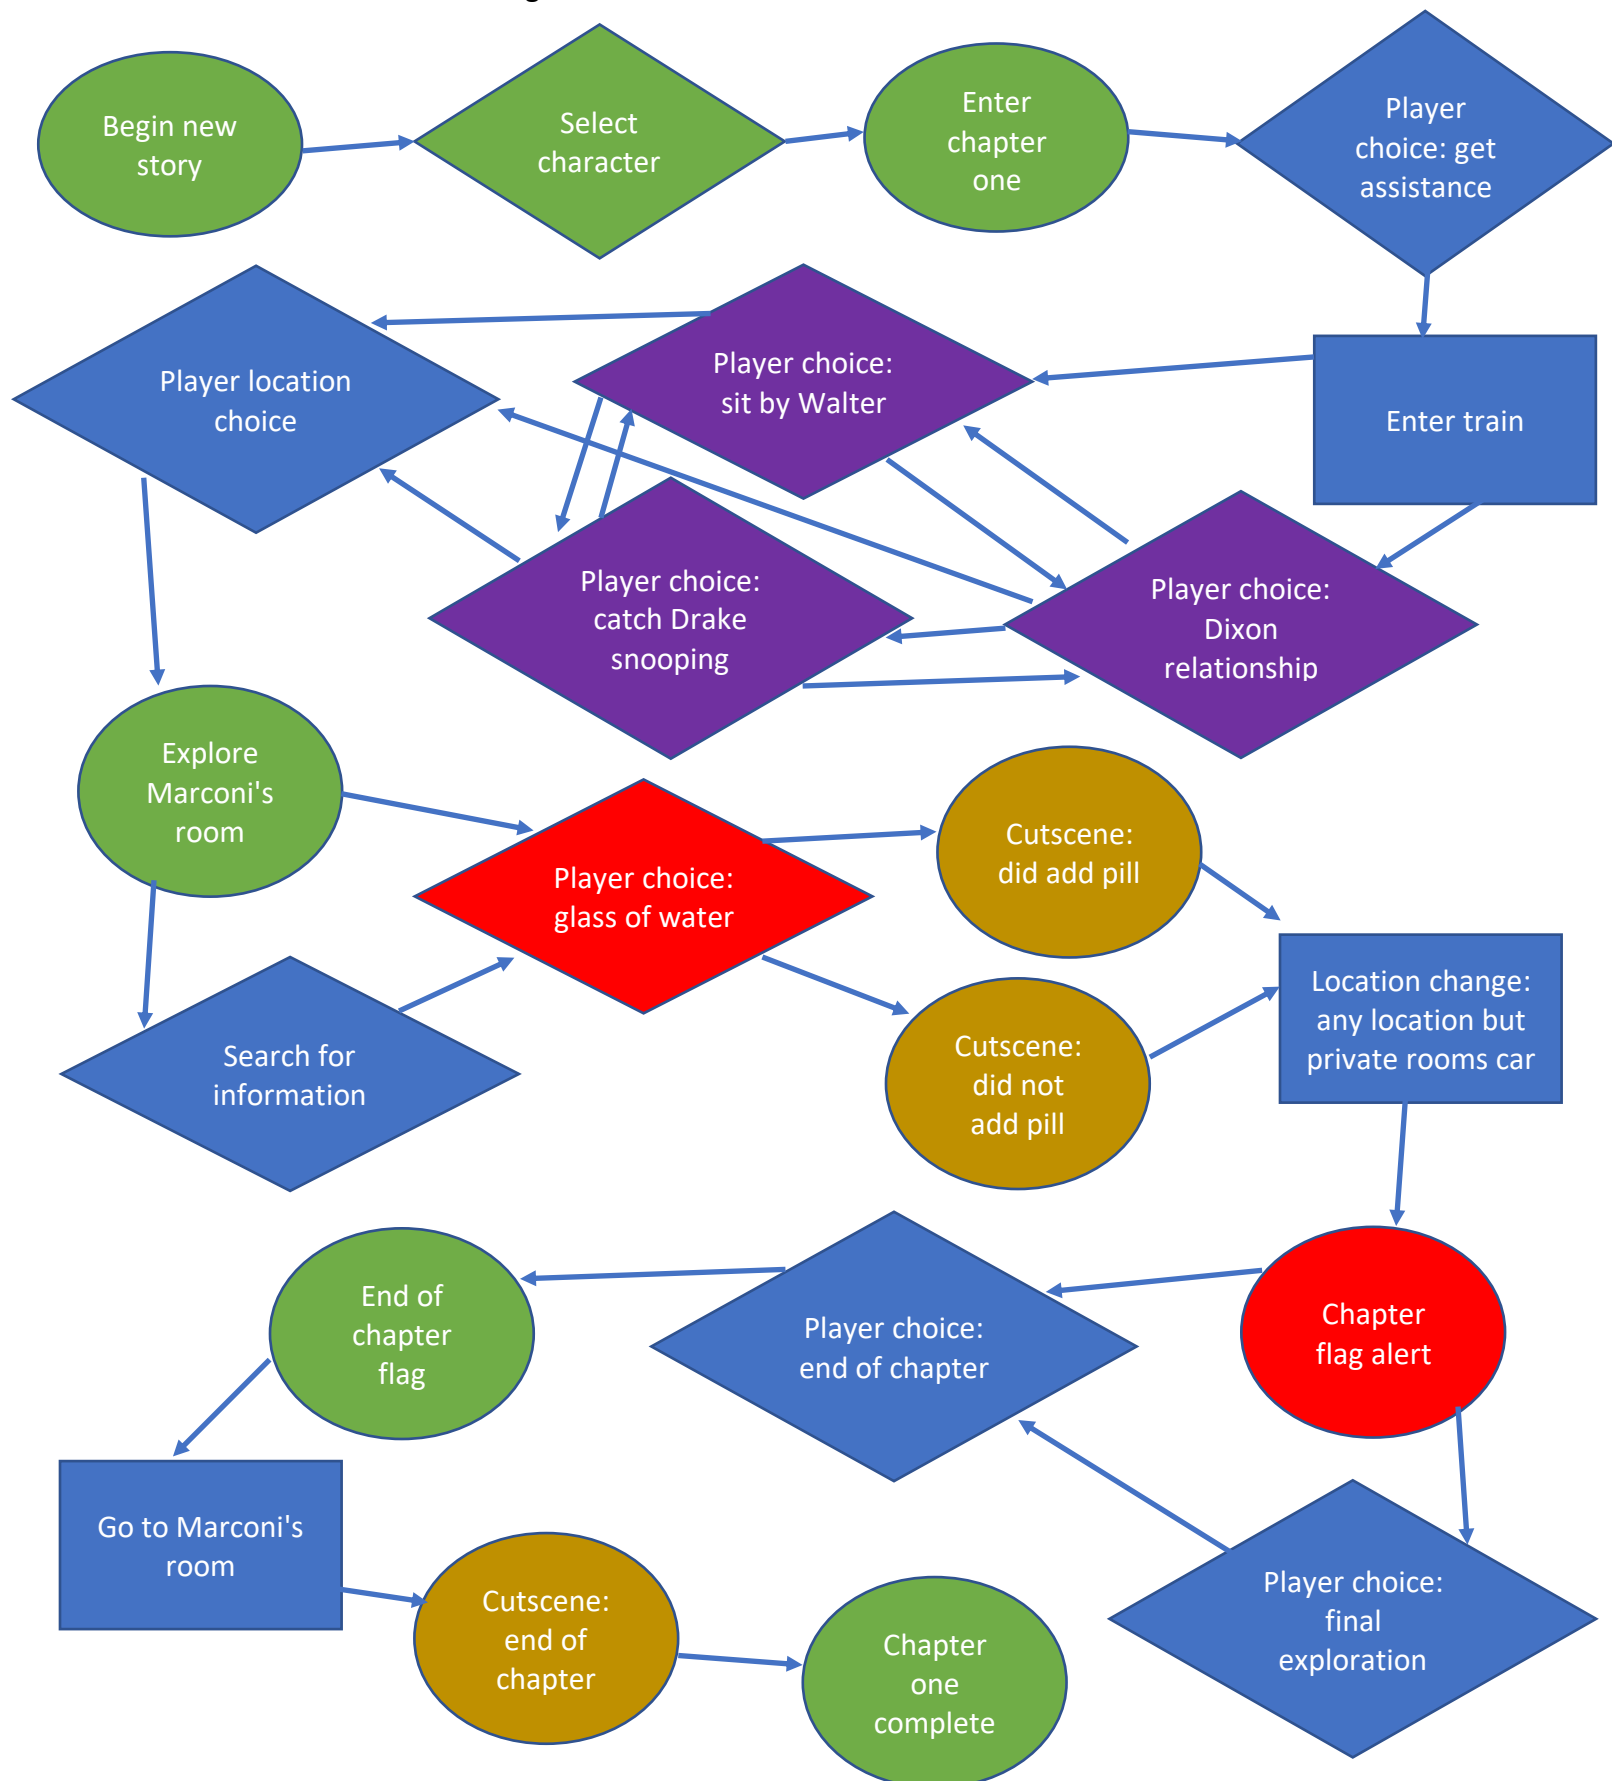 Begin new
story
Select
character
Enter
chapter
one
Player
choice: get
assistance
Player location
choice
Player choice:
sit by Walter
Enter train
Player choice:
catch Drake
snooping
Player choice:
Dixon
relationship
Explore
Marconi's
room
Player choice:
glass of water
Cutscene:
did add pill
Search for
information
Cutscene:
did not
add pill
Location change:
any location but
private rooms car
End of
chapter
flag
Player choice:
end of chapter
Chapter
flag alert
Go to Marconi's
room
Cutscene:
end of
chapter
Chapter
one
complete
Player choice:
final
exploration